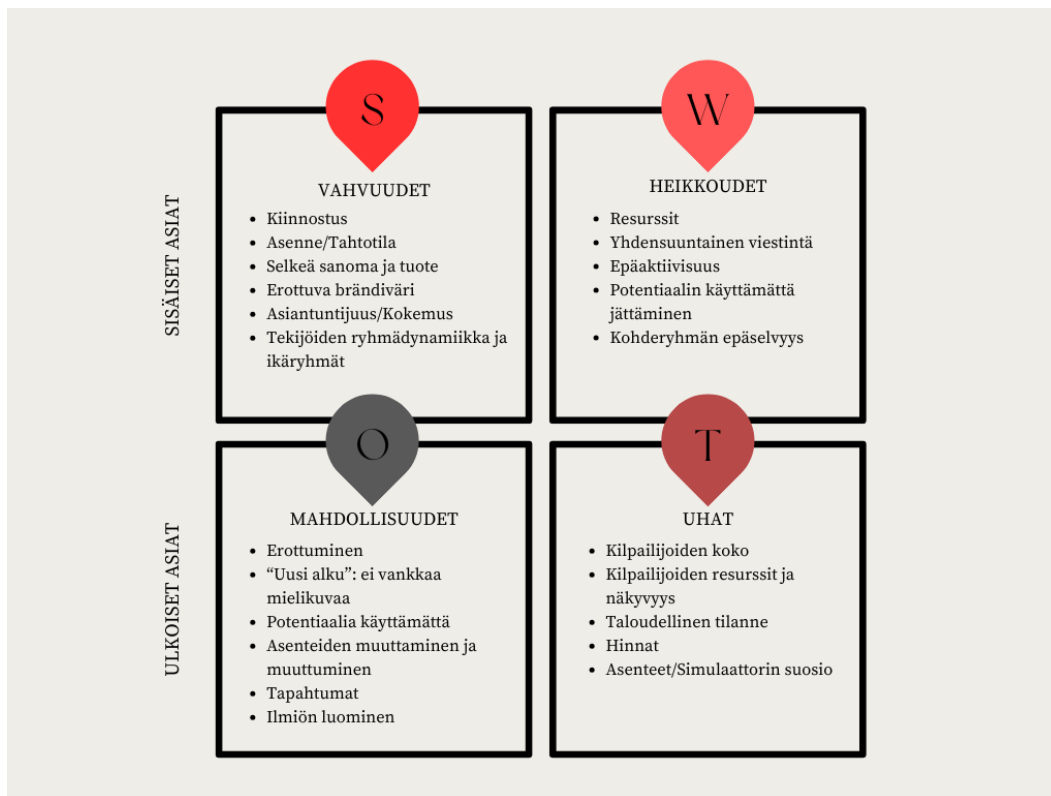 SISÄISET ASIAT
S
VAHVUUDET
• Kiinnostus
• Asenne/Tahtotila
• Selkeä sanoma ja tuote
• Erottuva brändiväri
• Asiantuntijuus/Kokemus
• Tekijöiden ryhmädynamiikka ja
ikäryhmät
W
HEIKKOUDET
• Resurssit
• Yhdensuuntainen viestintä
• Epäaktiivisuus
• Potentiaalin käyttämättä
jättäminen
• Kohderyhmän epäselvyys
ULKOISET ASIAT
O
MAHDOLLISUUDET
• Erottuminen
• “Uusi alku”: ei vankkaa
mielikuvaa
• Potentiaalia käyttämättä
• Asenteiden muuttaminen ja
muuttuminen
• Tapahtumat
• Ilmiön luominen
T
UHAT
• Kilpailijoiden koko
• Kilpailijoiden resurssit ja
näkyvyys
• Taloudellinen tilanne
• Hinnat
• Asenteet/Simulaattorin suosio